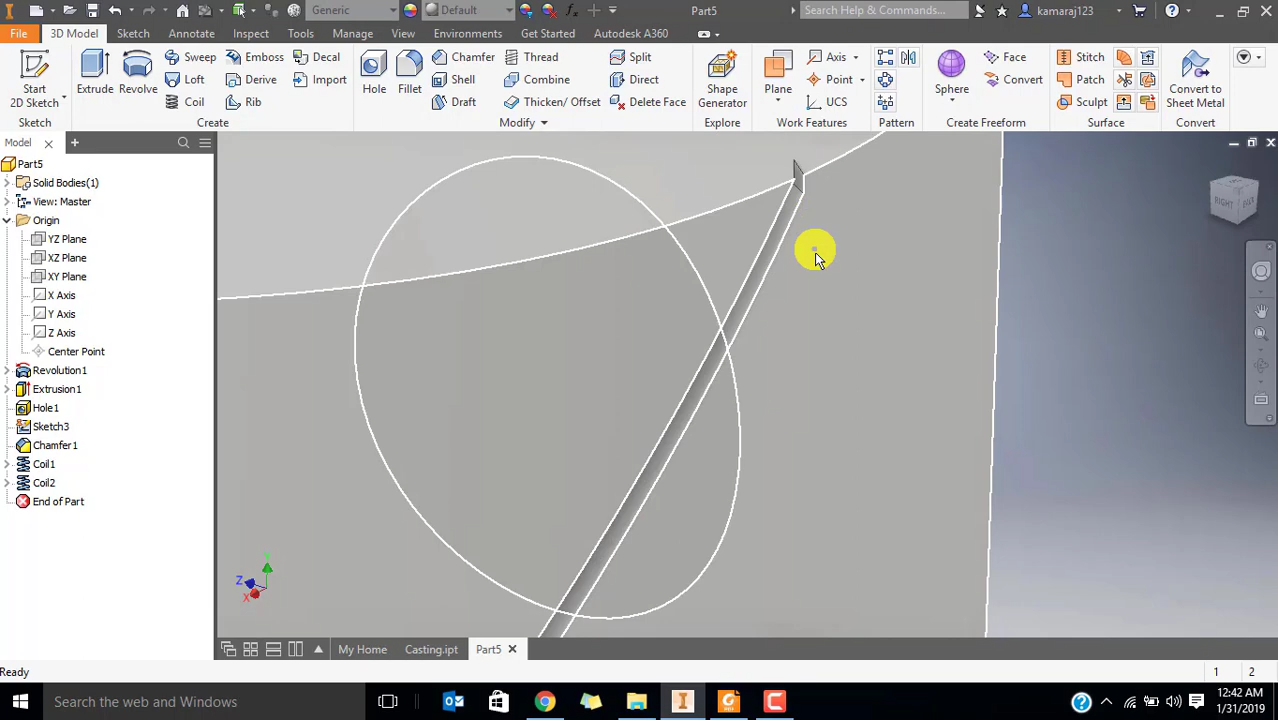 Generic
Default
fx
Part5
Search Help & Commands...
kamaraj123
File
3D Model
Sketch
Annotate
Inspect
Tools
Manage
View
Environments
Get Started
Autodesk A360
Start
2D Sketch
Sketch
Extrude
Revolve
Sweep
Loft
Coil
Emboss
Derive
Rib
Decal
Import
Create
Hole
Fillet
Chamfer
Shell
Draft
Thread
Combine
Thicken/ Offset
Split
Direct
Delete Face
Modify
Shape
Generator
Explore
Plane
Axis
Point
UCS
Work Features
Pattern
Sphere
Face
Convert
Create Freeform
Stitch
Patch
Sculpt
Surface
Convert to
Sheet Metal
Convert
Model
Part5
Solid Bodies(1)
View: Master
Origin
YZ Plane
XZ Plane
XY Plane
X Axis
Y Axis
Z Axis
Center Point
Revolution1
Extrusion1
Hole1
Sketch3
Chamfer1
Coil1
Coil2
End of Part
RIGHT
Y
Z
X
My Home
Casting.ipt
Part5
Ready
1
2
Search the web and Windows
12:42 AM
1/31/2019